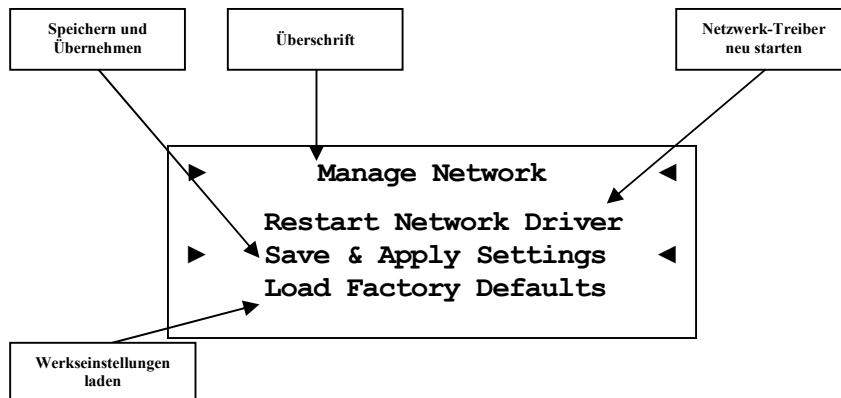 Speichern und
Übernehmen
Überschrift
Netzwerk-Treiber
neu starten
► Manage Network ◄
Restart Network Driver
► Save & Apply Settings ◄
Load Factory Defaults
Werkseinstellungen
laden